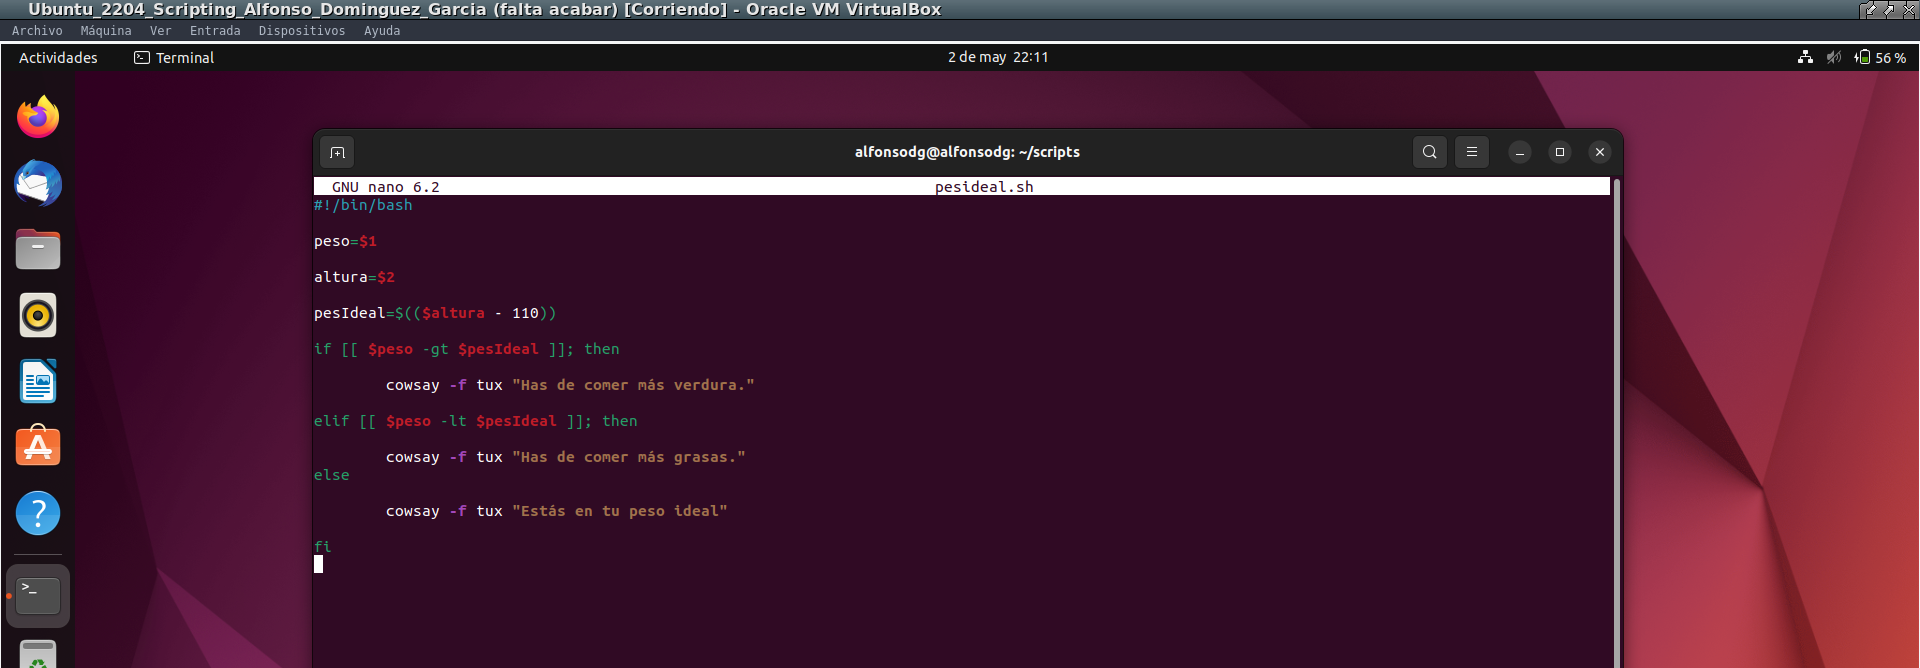 Ubuntu_2204_Scripting_Alfonso_Dominguez_Garcia (falta acabar) [Corriendo] - Oracle VM VirtualBox
Archivo Máquina Ver Entrada Dispositivos Ayuda
Actividades Terminal 2 de may 22:11 56 %
alfonsodg@alfonsodg: ~/scripts
GNU nano 6.2 pesideal.sh
#!/bin/bash
peso=$1
altura=$2
pesIdeal=$(($altura - 110))
if [[ $peso -gt $pesIdeal ]]; then
cowsay -f tux "Has de comer más verdura."
elif [[ $peso -lt $pesIdeal ]]; then
cowsay -f tux "Has de comer más grasas."
else
cowsay -f tux "Estás en tu peso ideal"
fi